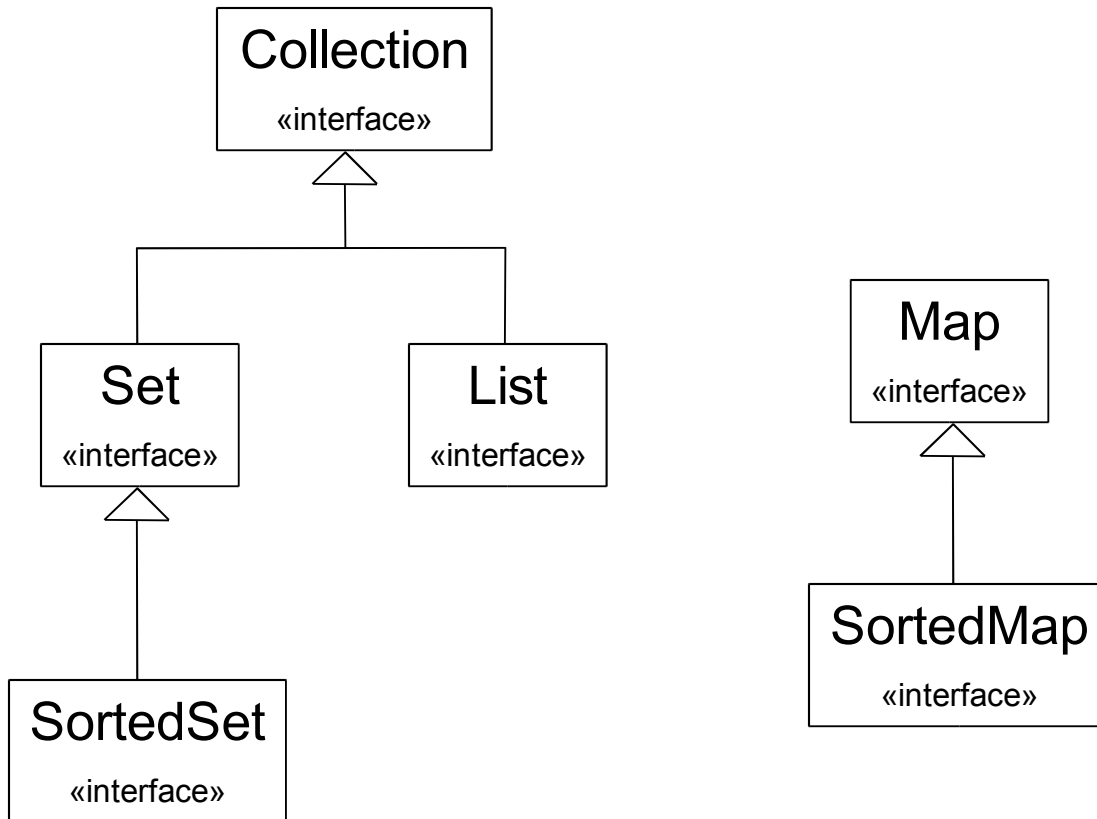 Collection
«interface»
Set
«interface»
List
«interface»
Map
«interface»
SortedSet
«interface»
SortedMap
«interface»